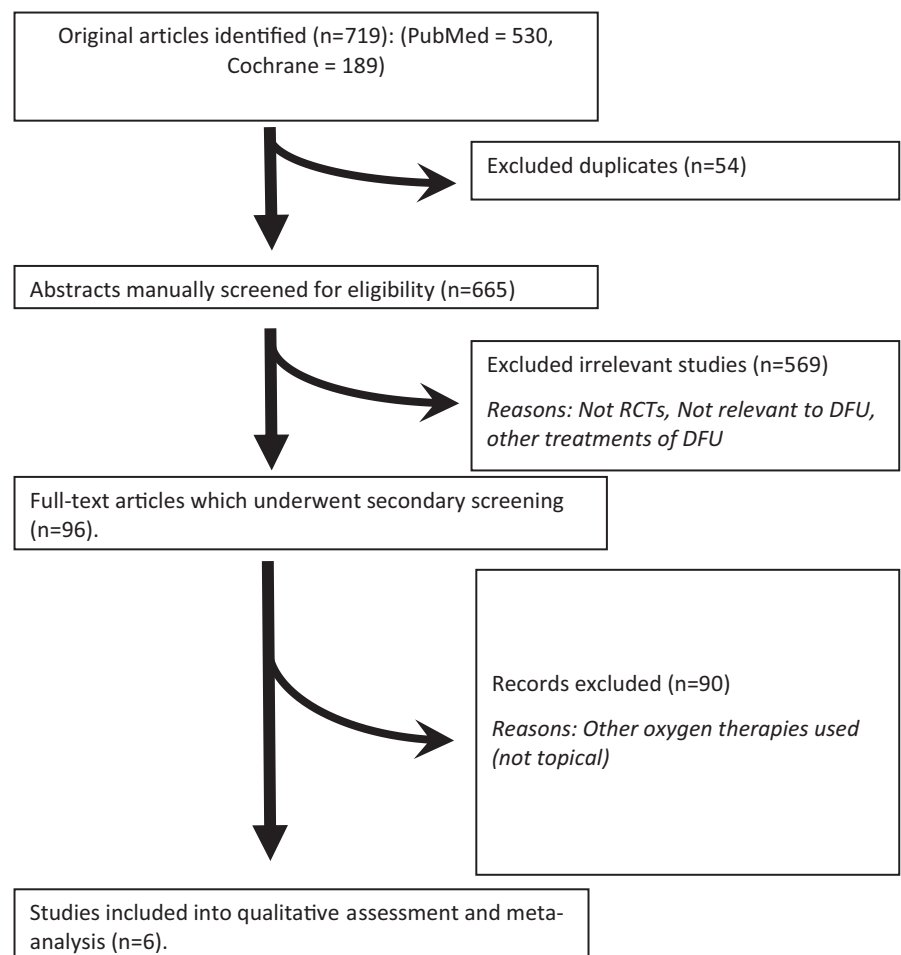 Original articles identified (n=719): (PubMed = 530,
Cochrane = 189)
Excluded duplicates (n=54)
Abstracts manually screened for eligibility (n=665)
Excluded irrelevant studies (n=569)
Reasons: Not RCTs, Not relevant to DFU,
other treatments of DFU
Full-text articles which underwent secondary screening
(n=96).
Records excluded (n=90)
Reasons: Other oxygen therapies used
(not topical)
Studies included into qualitative assessment and meta-
analysis (n=6).